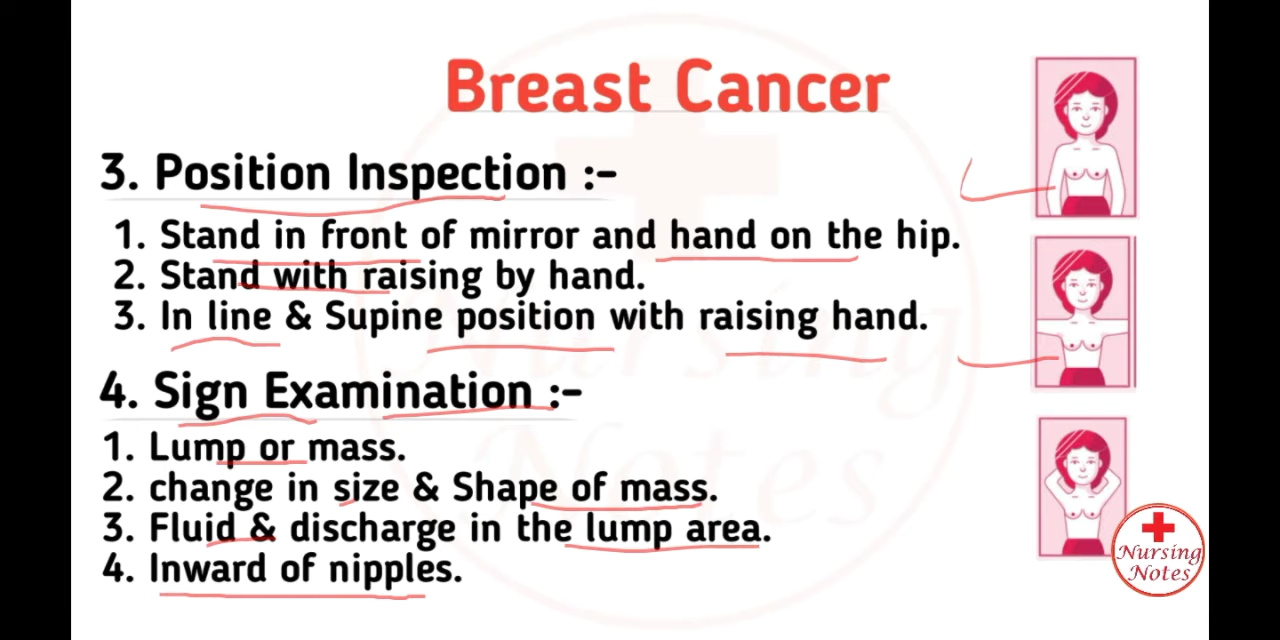 Breast Cancer
3. Position Inspection :-
1. Stand in front of mirror and hand on the hip.
2. Stand with raising by hand.
3. In line & Supine position with raising hand.
4. Sign Examination :-
1. Lump or mass.
2. change in size & Shape of mass.
3. Fluid & discharge in the lump area.
4. Inward of nipples.
Nursing
Notes
Nursing
Notes